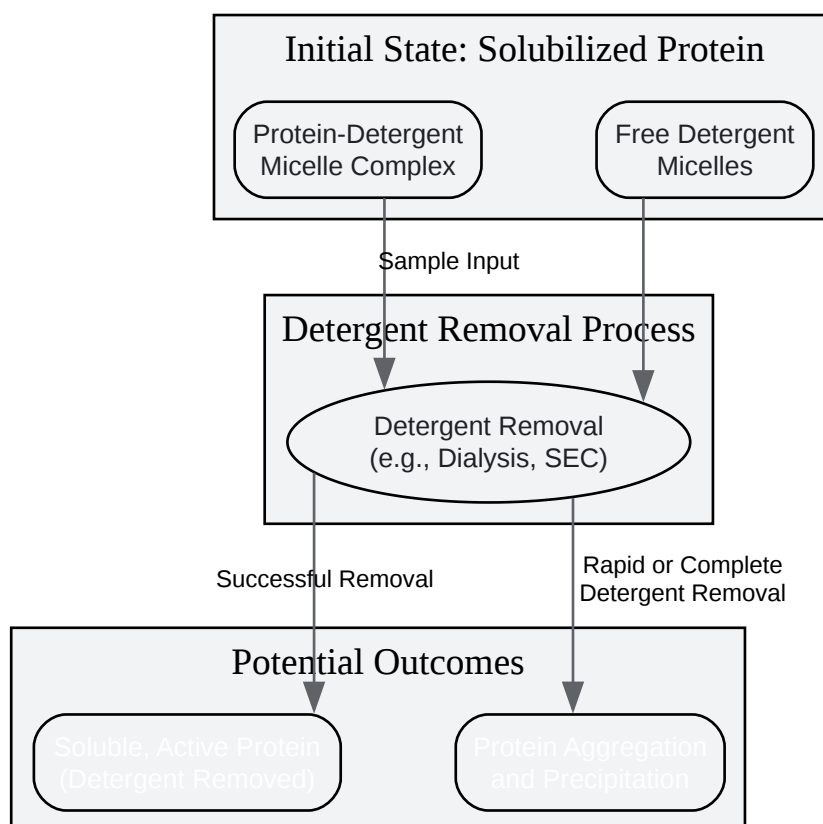 Initial State: Solubilized Protein
Protein-Detergent
Micelle Complex
Free Detergent
Micelles
Sample Input
Detergent Removal Process
Detergent Removal
(e.g., Dialysis, SEC)
Successful Removal
Rapid or Complete
Detergent Removal
Potential Outcomes
Soluble, Active Protein
(Detergent Removed)
Protein Aggregation
and Precipitation